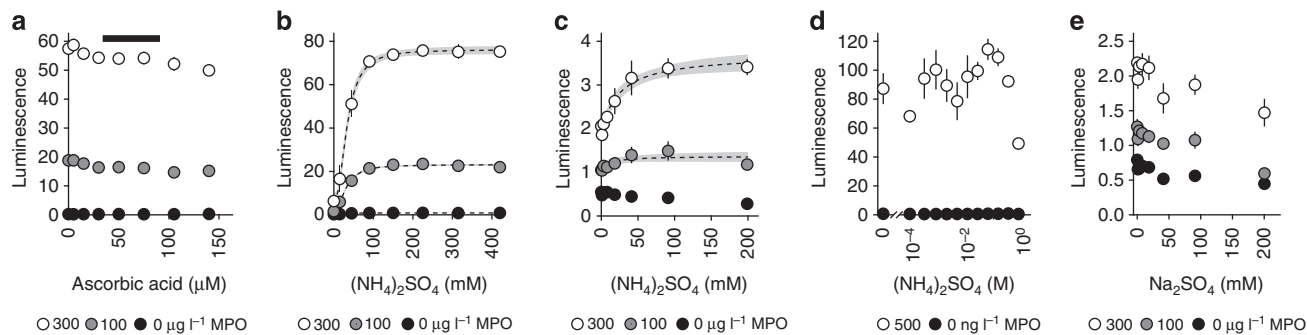 a
60
50
40
30
20
10
0
Luminescence
0
50
100
150
Ascorbic acid (μM)
300 100 0 μg l⁻¹ MPO
b
80
60
40
20
0
Luminescence
0
100
200
300
400
(NH₄)₂SO₄ (mM)
300 100 0 μg l⁻¹ MPO
c
4
3
2
1
0
Luminescence
0
50
100
150
200
(NH₄)₂SO₄ (mM)
300 100 0 μg l⁻¹ MPO
d
120
100
80
60
40
20
0
Luminescence
0
10⁻⁴
10⁻²
10⁰
(NH₄)₂SO₄ (M)
500 0 ng l⁻¹ MPO
e
2.5
2.0
1.5
1.0
0.5
0.0
Luminescence
0
50
100
150
200
Na₂SO₄ (mM)
300 100 0 μg l⁻¹ MPO